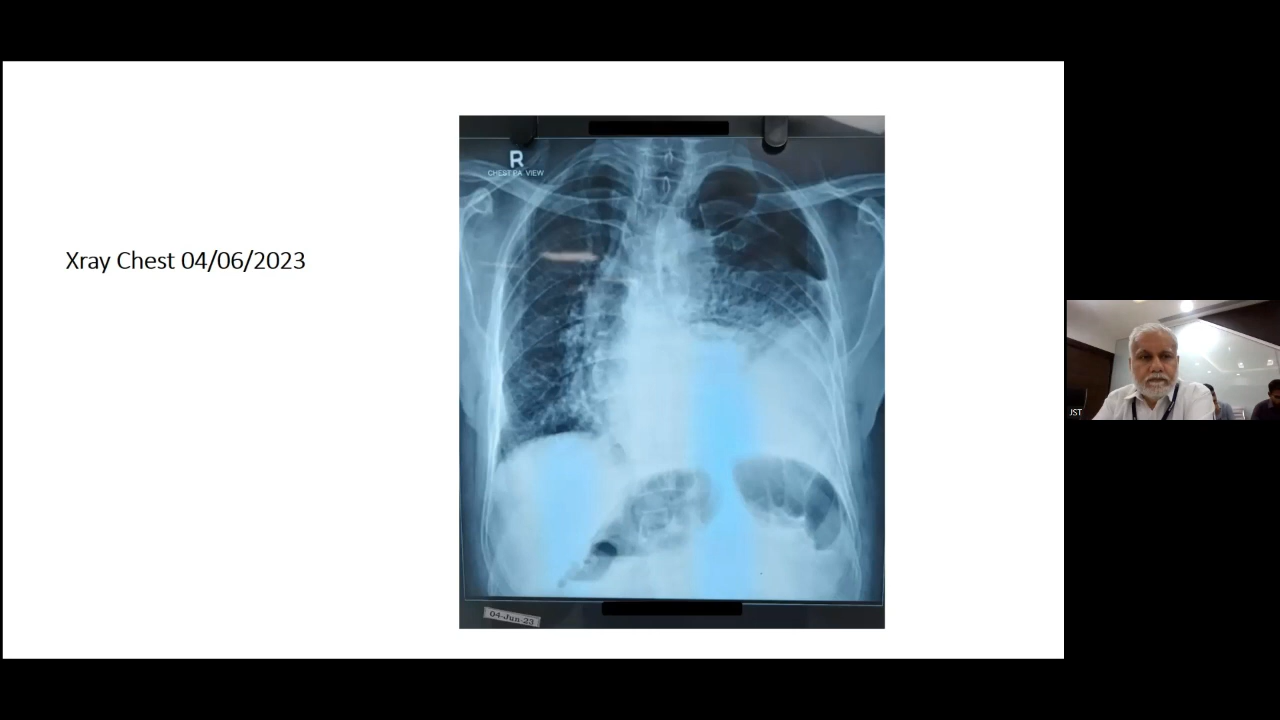 Xray Chest 04/06/2023
R
CHEST PA VIEW
04-Jun-23
JST